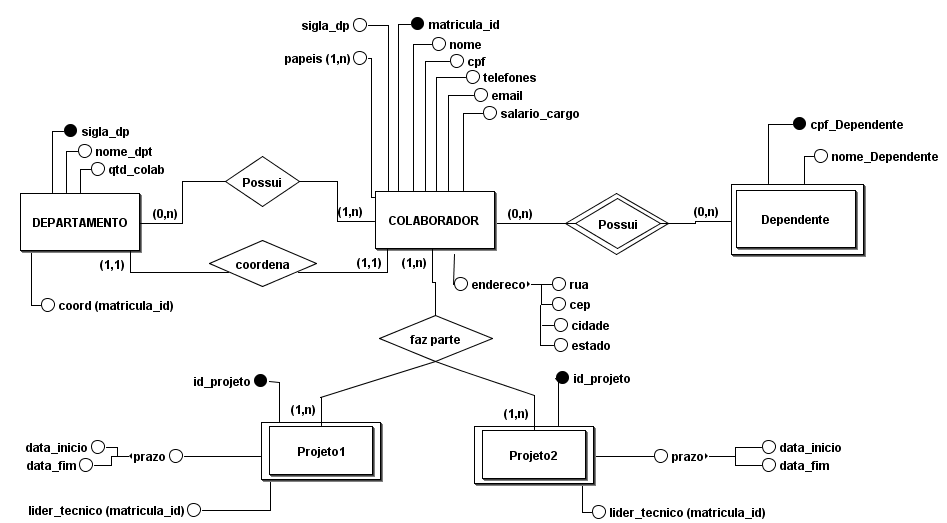 sigla_dp
matricula_id
nome
papeis (1,n)
cpf
telefones
email
salario_cargo
sigla_dp
nome_dpt
qtd_colab
cpf_Dependente
nome_Dependente
Possui
DEPARTAMENTO
(0,n)
(1,n)
COLABORADOR
(0,n)
Possui
(0,n)
Dependente
(1,1)
coordena
(1,1)
(1,n)
endereco
rua
cep
cidade
estado
coord (matricula_id)
faz parte
id_projeto
id_projeto
(1,n)
(1,n)
data_inicio
data_fim
prazo
Projeto1
Projeto2
prazo
data_inicio
data_fim
lider_tecnico (matricula_id)
lider_tecnico (matricula_id)